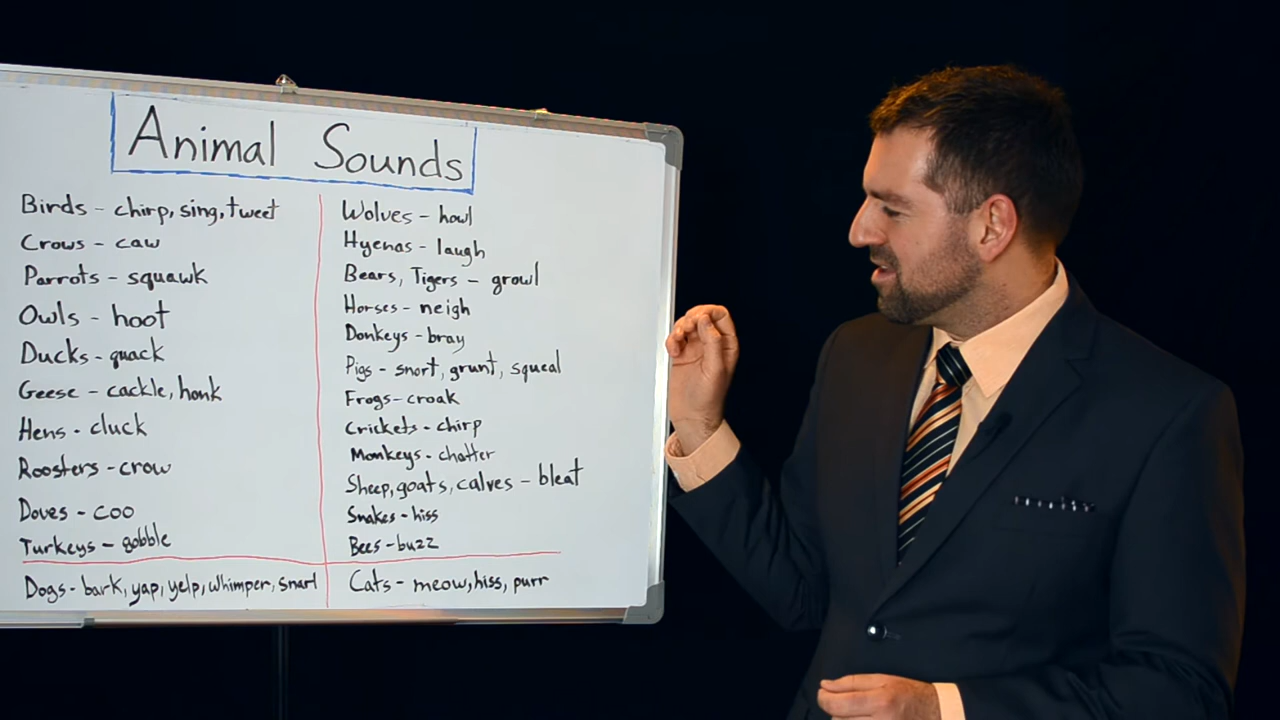 Animal Sounds
Birds - chirp, sing, tweet
Crows - caw
Parrots - squawk
Owls - hoot
Ducks - quack
Geese - cackle, honk
Hens - cluck
Roosters - crow
Doves - coo
Turkeys - gobble
Dogs - bark, yap, yelp, whimper, snarl
Wolves - howl
Hyenas - laugh
Bears, Tigers - growl
Horses - neigh
Donkeys - bray
Pigs - snort, grunt, squeal
Frogs - croak
Crickets - chirp
Monkeys - chatter
Sheep, goats, calves - bleat
Snakes - hiss
Bees - buzz
Cats - meow, hiss, purr